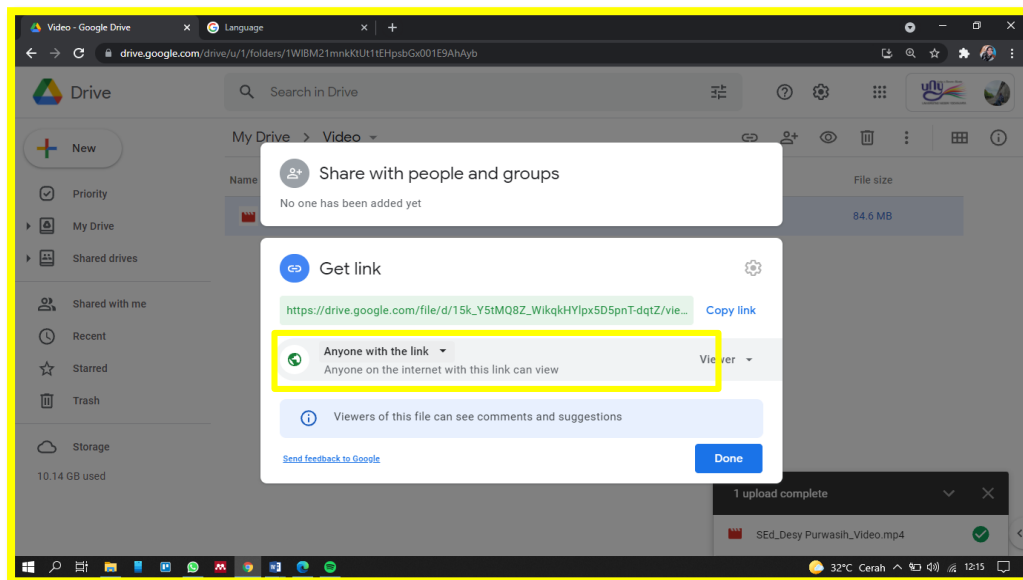 Video - Google Drive
Language
drive.google.com/drive/u/1/folders/1WlBM21mnkKtUt1tEHpsbGx001E9AhAyb
Drive
Search in Drive
uny
New
My Drive > Video
Name
File size
Priority
My Drive
84.6 MB
Shared drives
Shared with me
Recent
Starred
Trash
Storage
10.14 GB used
Share with people and groups
No one has been added yet
Get link
https://drive.google.com/file/d/15k_Y5tMQ8Z_WikqkHYlpx5D5pnT-dqtZ/vie...
Copy link
Anyone with the link
Viewer
Anyone on the internet with this link can view
Viewers of this file can see comments and suggestions
Send feedback to Google
Done
1 upload complete
SEd_Desy Purwasih_Video.mp4
32°C Cerah
12:15